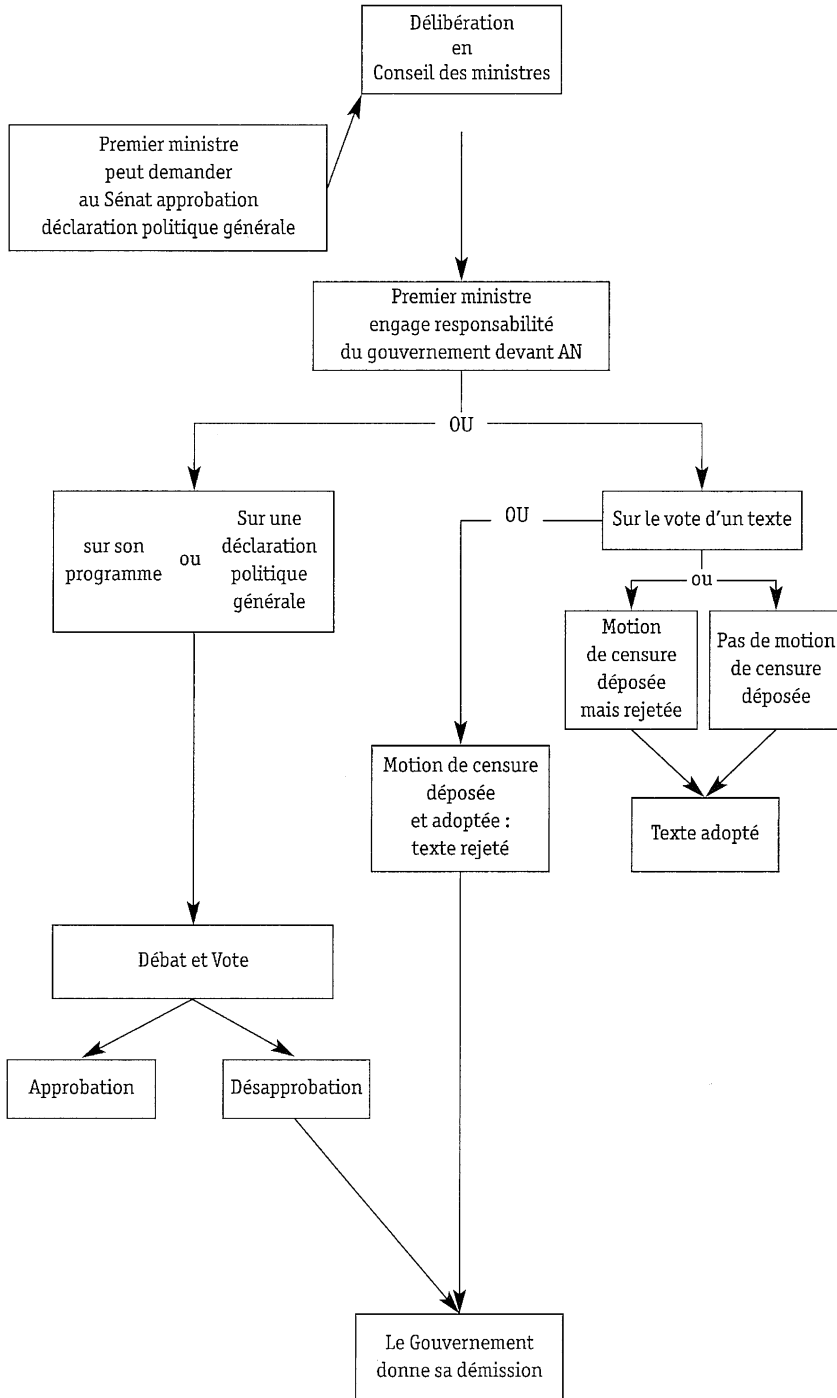 Délibération
en
Conseil des ministres
Premier ministre
peut demander
au Sénat approbation
déclaration politique générale
Premier ministre
engage responsabilité
du gouvernement devant AN
OU
sur son
programme
ou
Sur une
déclaration
politique
générale
OU
Sur le vote d'un texte
ou
Motion
de censure
déposée
mais rejetée
Pas de motion
de censure
déposée
Motion de censure
déposée
et adoptée :
texte rejeté
Texte adopté
Débat et Vote
Approbation
Désapprobation
Le Gouvernement
donne sa démission